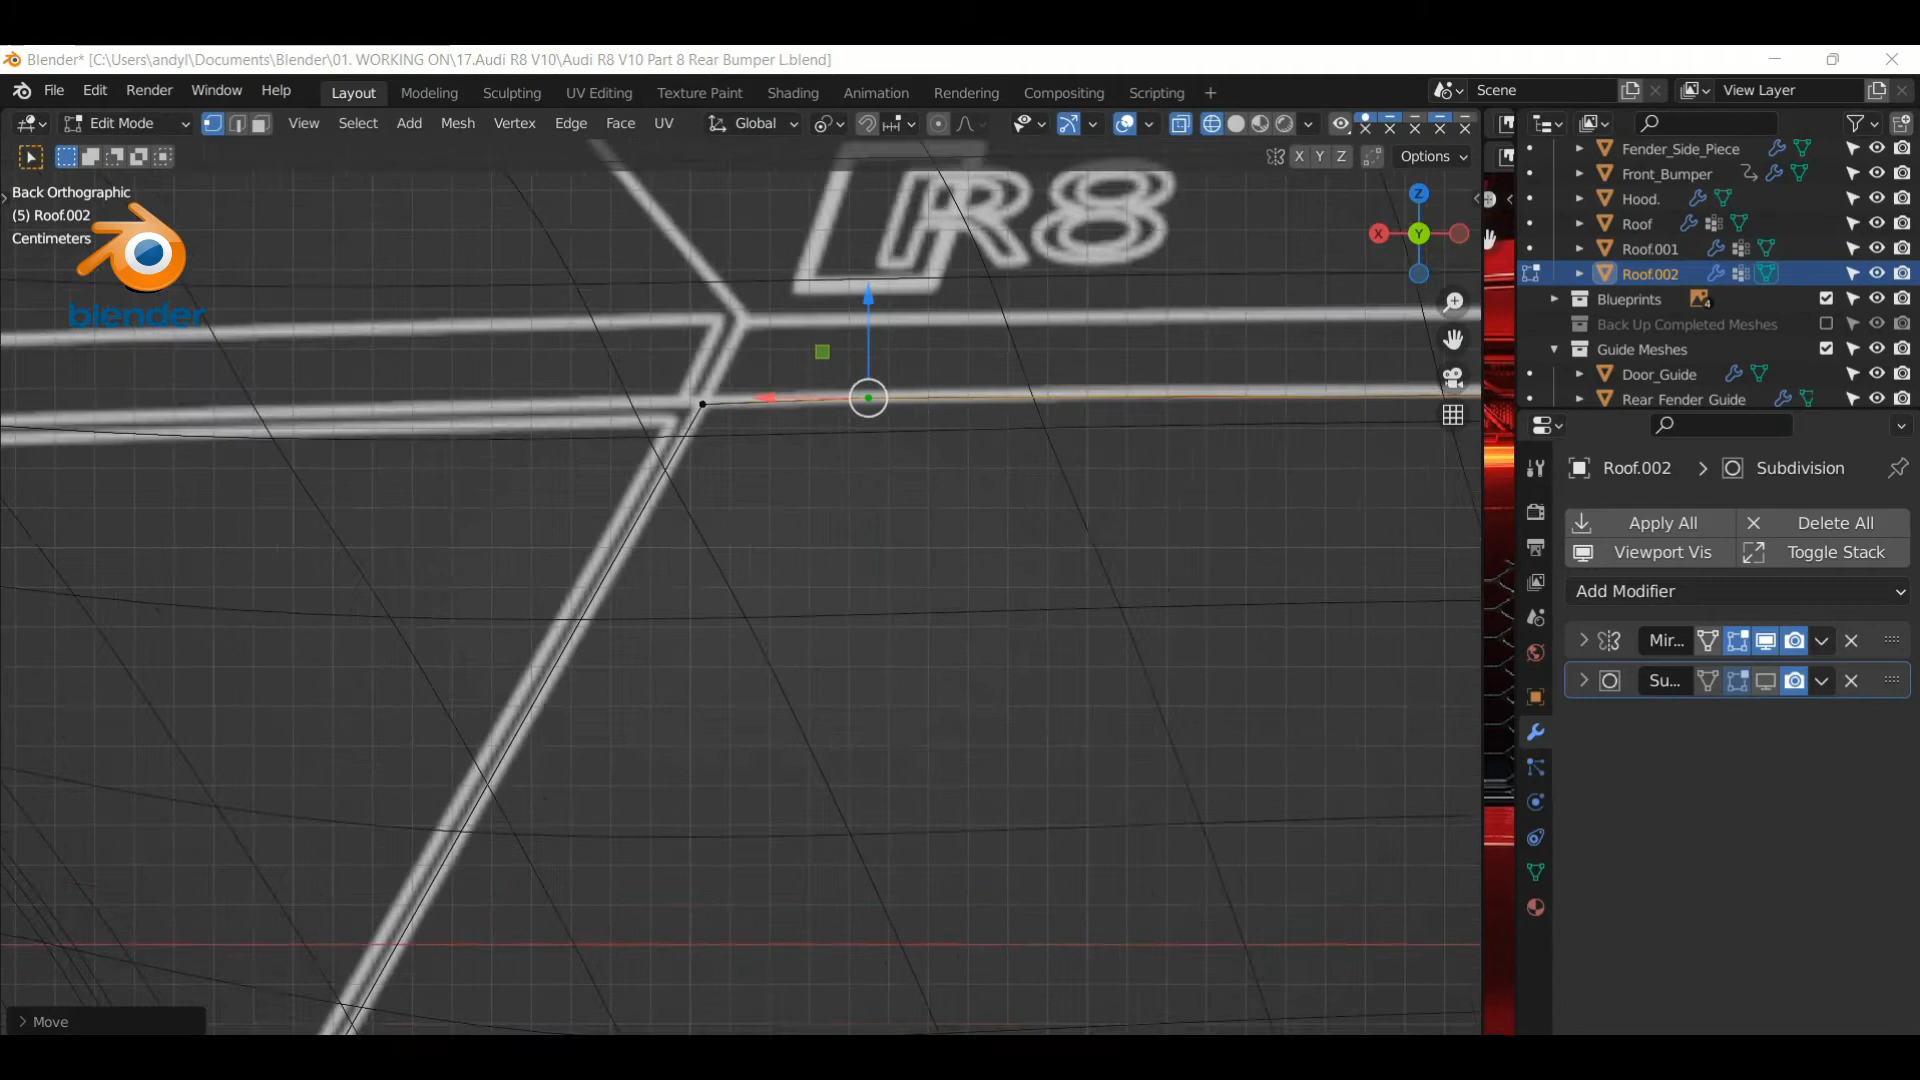 Blender* [C:\Users\andyl\Documents\Blender\01. WORKING ON\17.Audi R8 V10\Audi R8 V10 Part 8 Rear Bumper L.blend]
File Edit Render Window Help Layout Modeling Sculpting UV Editing Texture Paint Shading Animation Rendering Compositing Scripting + Scene View Layer
Edit Mode View Select Add Mesh Vertex Edge Face UV Global
X Y Z Options
Back Orthographic
(5) Roof.002
Centimeters
blender
R8
Z
X Y
Fender_Side_Piece
Front_Bumper
Hood.
Roof
Roof.001
Roof.002
Blueprints 4
Back Up Completed Meshes
Guide Meshes
Door_Guide
Rear Fender Guide
Roof.002 > Subdivision
Apply All Delete All
Viewport Vis Toggle Stack
Add Modifier
Mir...
Su...
> Move